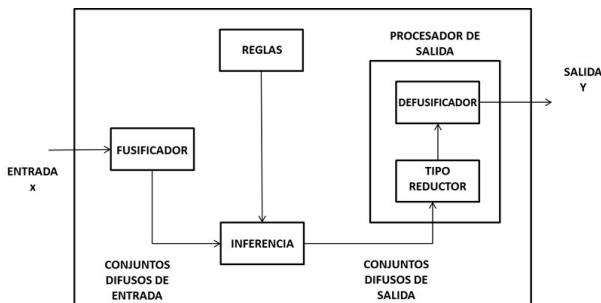 PROCESADOR DE
SALIDA
REGLAS
SALIDA
Y
DEFUSIFICADOR
FUSIFICADOR
ENTRADA
x
TIPO
REDUCTOR
INFERENCIA
CONJUNTOS
DIFUSOS DE
ENTRADA
CONJUNTOS
DIFUSOS DE
SALIDA